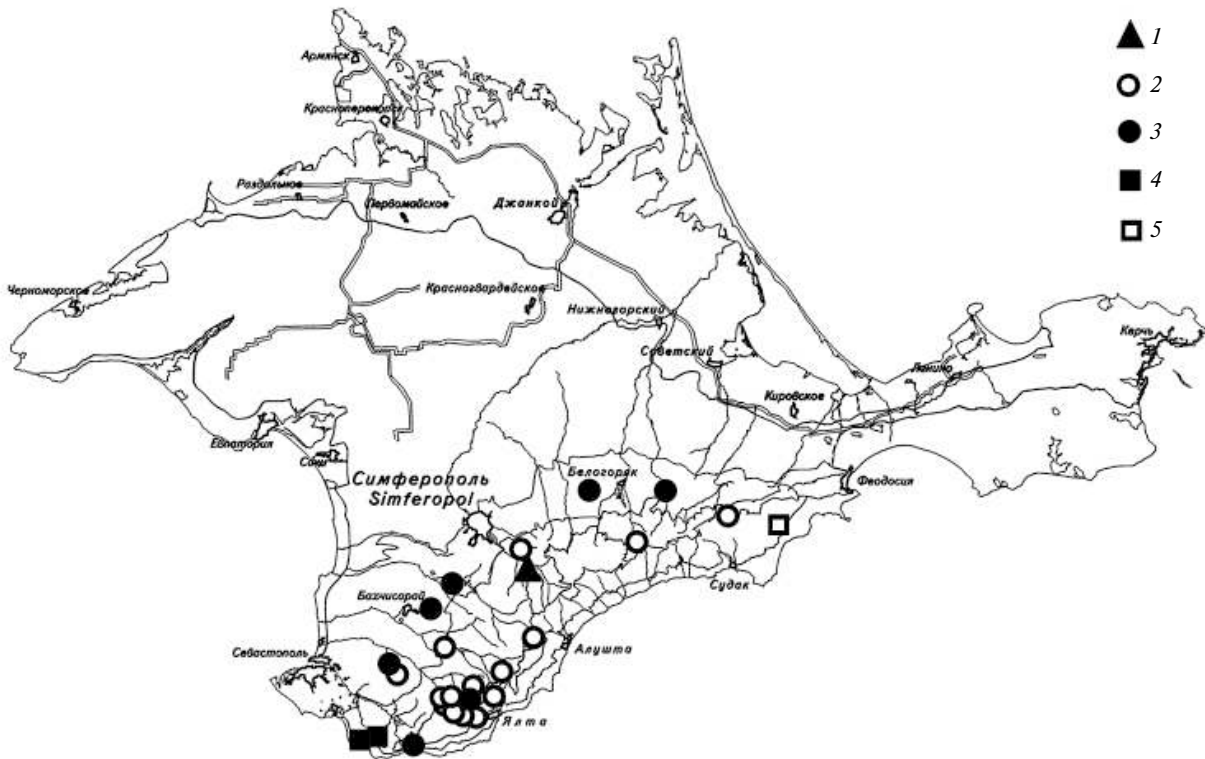 1
Армянск
2
Красноперекопск
3
4
Раздольное
Первомайское
Джанкой
5
Черноморское
Красногвардейское
Нижнегорский
Керчь
Советский
Ленино
Кировское
Евпатория
Саки
Белогорск
Симферополь
Simferopol
Феодосия
Судак
Бахчисарай
Севастополь
Алушта
Ялта